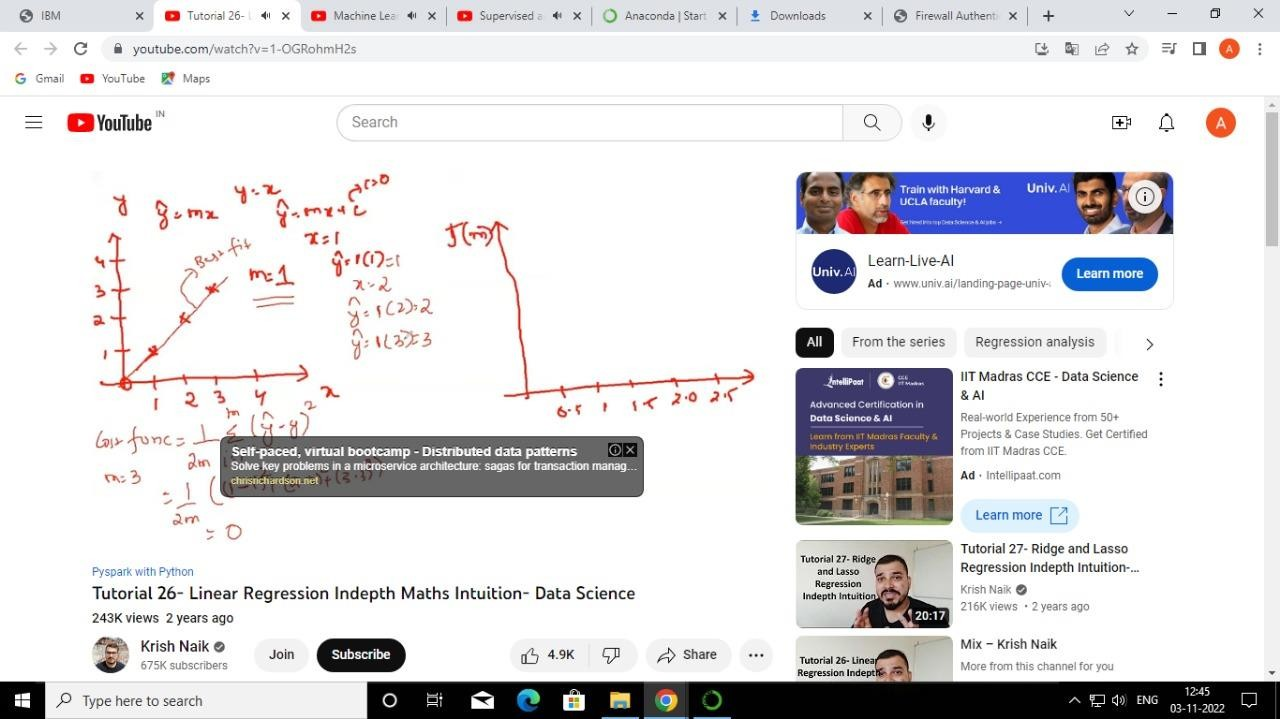 IBM
Tutorial 26- L
Machine Lea
Supervised a
Anaconda | Start
Downloads
Firewall Authenti
youtube.com/watch?v=1-OGRohmH2s
Gmail
YouTube
Maps
YouTube IN
Search
A
y
y=x
ŷ=mx
ŷ=mx+c
c=0
x=1
ŷ=1(1)=1
x=2
ŷ=1(2)=2
ŷ=1(3)=3
Best fit
m=1
4
3
2
1
1 2 3 4
x
J(m)
0.5 1 1.5 2.0 2.5
Cost func = 1/2m Σ (ŷ-y)²
m=3
= 1/2m
= 0
Self-paced, virtual bootcamp - Distributed data patterns
Solve key problems in a microservice architecture: sagas for transaction manag...
chrisrichardson.net
Pyspark with Python
Tutorial 26- Linear Regression Indepth Maths Intuition- Data Science
243K views 2 years ago
Krish Naik
675K subscribers
Join
Subscribe
4.9K
Share
Train with Harvard &
UCLA faculty!
Univ.AI
Learn-Live-AI
Ad · www.univ.ai/landing-page-univ-
Univ.AI
Learn more
All
From the series
Regression analysis
Intellipaat
CCE
IIT Madras
Advanced Certification in
Data Science & AI
Learn from IIT Madras Faculty &
Industry Experts
IIT Madras CCE - Data Science
& AI
Real-world Experience from 50+
Projects & Case Studies. Get Certified
from IIT Madras CCE.
Ad · Intellipaat.com
Learn more
Tutorial 27- Ridge
and Lasso
Regression
Indepth Intuition
20:17
Tutorial 27- Ridge and Lasso
Regression Indepth Intuition-...
Krish Naik
216K views • 2 years ago
Tutorial 26- Linear
Regression Indepth
Mix – Krish Naik
More from this channel for you
Type here to search
ENG
12:45
03-11-2022